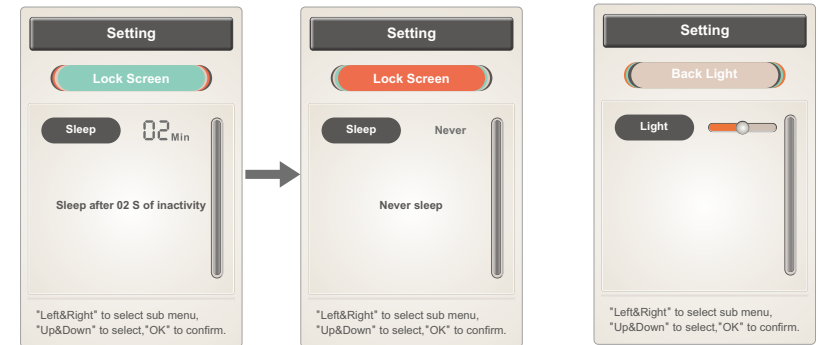 Setting
Lock Screen
Sleep 02 Min
Sleep after 02 S of inactivity
"Left&Right" to select sub menu,
"Up&Down" to select,"OK" to confirm.
Setting
Lock Screen
Sleep Never
Never sleep
"Left&Right" to select sub menu,
"Up&Down" to select,"OK" to confirm.
Setting
Back Light
Light
"Left&Right" to select sub menu,
"Up&Down" to select,"OK" to confirm.